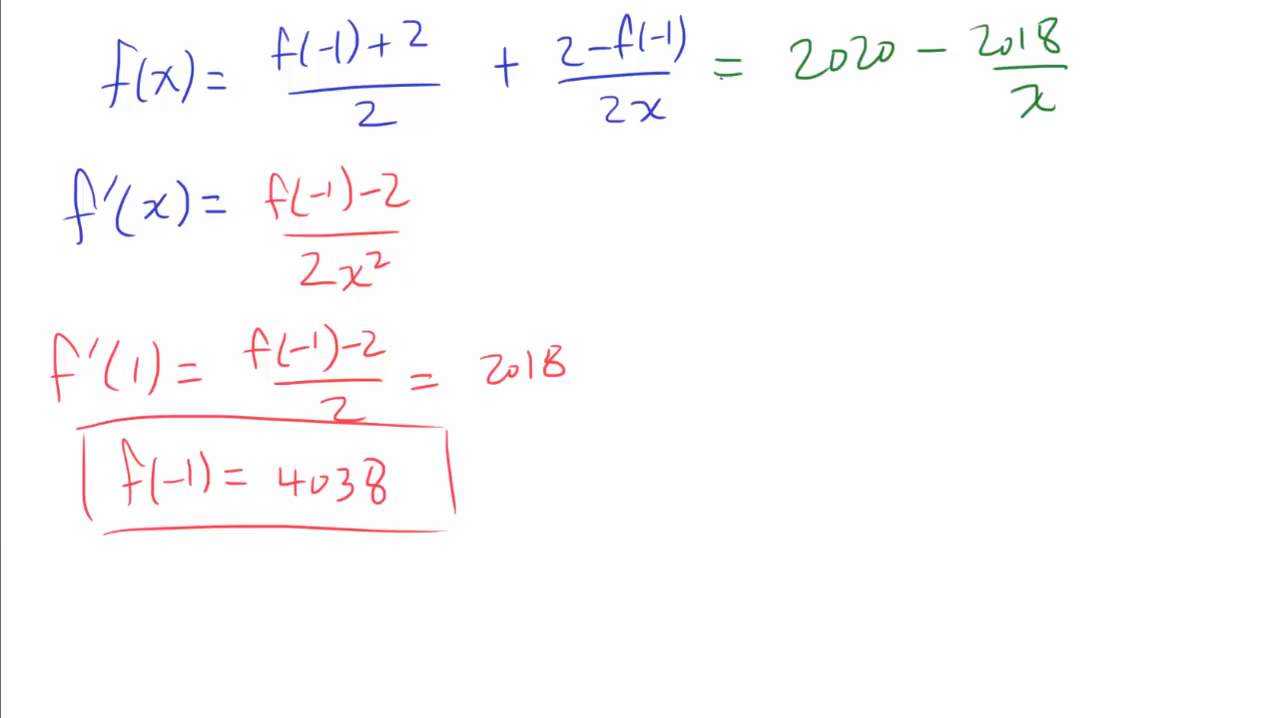 f(x) = (f(-1)+2)/2 + (2-f(-1))/(2x) = 2020 - 2018/x
f'(x) = (f(-1)-2)/(2x²)
f'(1) = (f(-1)-2)/2 = 2018
f(-1) = 4038